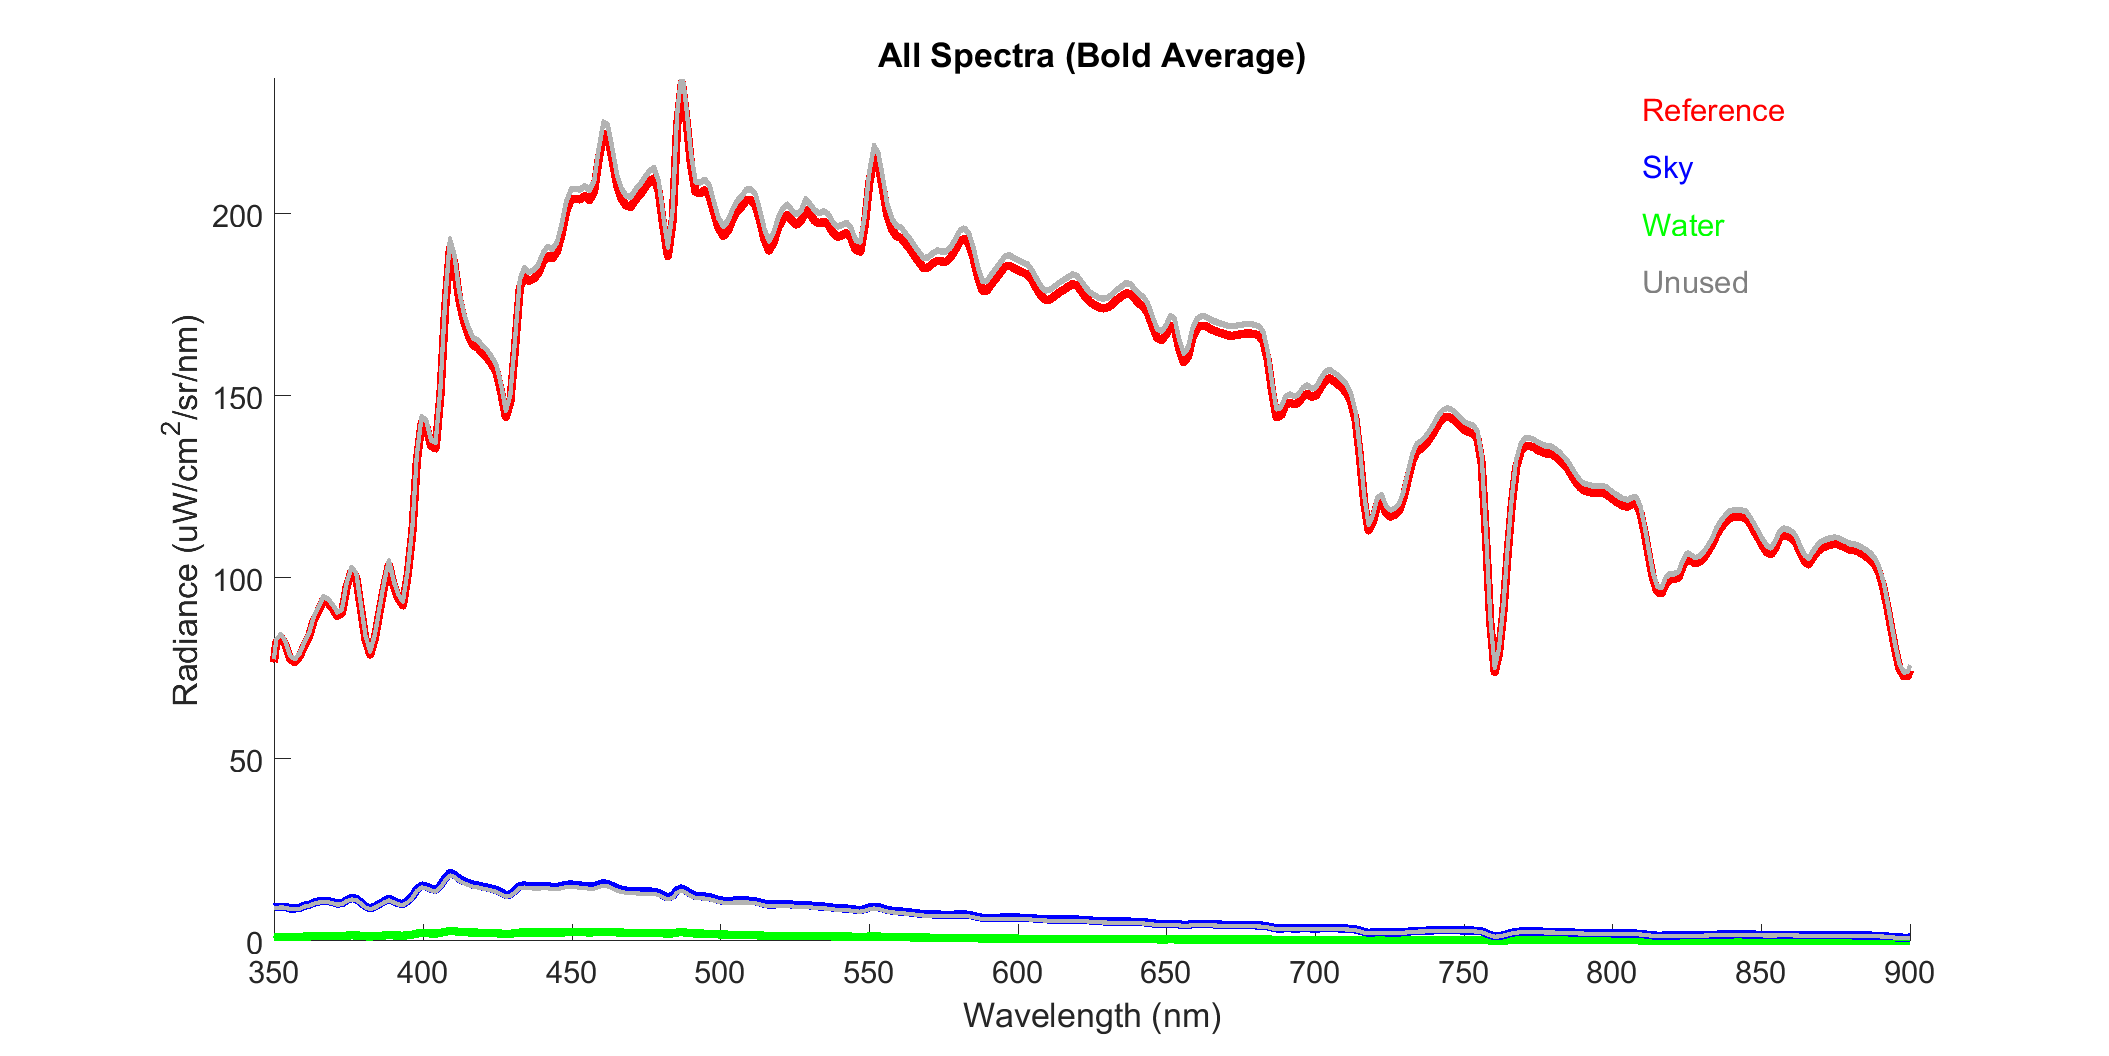 All Spectra (Bold Average)
Reference
Sky
Water
Unused
Radiance (uW/cm²/sr/nm)
200
150
100
50
0
350 400 450 500 550 600 650 700 750 800 850 900
Wavelength (nm)